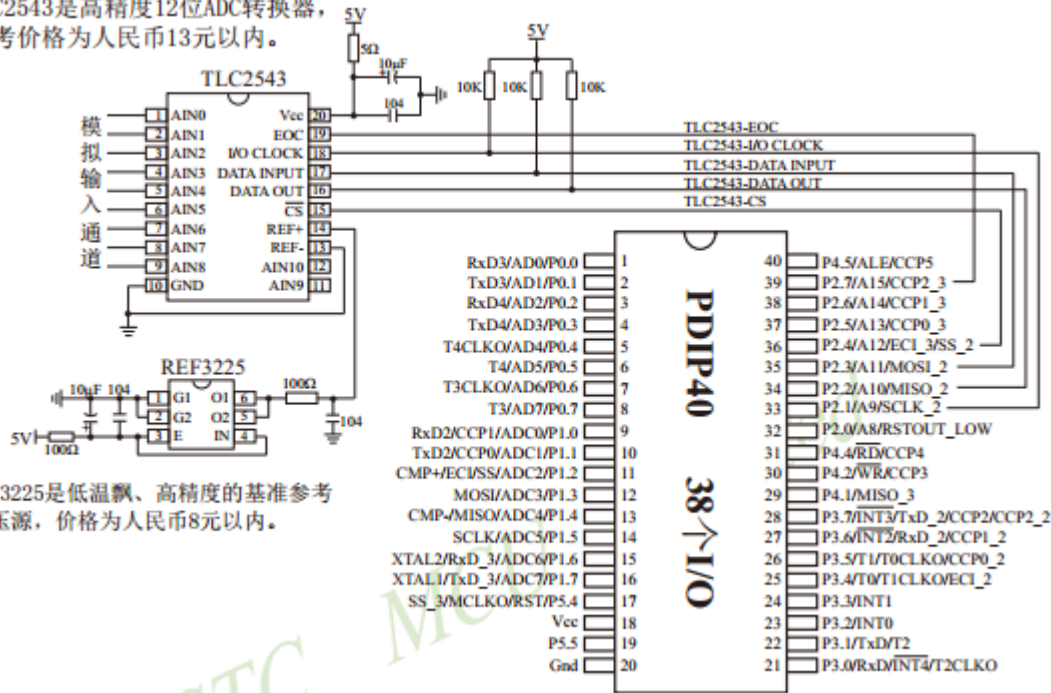 C2543是高精度12位ADC转换器，
考价格为人民币13元以内。
5V
5Ω
10μF
104
5V
10K
10K
10K
TLC2543
模拟输入通道
1 AIN0 Vcc 20
2 AIN1 EOC 19
3 AIN2 I/O CLOCK 18
4 AIN3 DATA INPUT 17
5 AIN4 DATA OUT 16
6 AIN5 CS 15
7 AIN6 REF+ 14
8 AIN7 REF- 13
9 AIN8 AIN10 12
10 GND AIN9 11
TLC2543-EOC
TLC2543-I/O CLOCK
TLC2543-DATA INPUT
TLC2543-DATA OUT
TLC2543-CS
REF3225
10μF 104
1 G1 O1 6
2 G2 O2 5
3 E IN 4
100Ω
104
5V
100Ω
3225是低温飘、高精度的基准参考
压源，价格为人民币8元以内。
PDIP40 38个I/O
RxD3/AD0/P0.0 1
TxD3/AD1/P0.1 2
RxD4/AD2/P0.2 3
TxD4/AD3/P0.3 4
T4CLKO/AD4/P0.4 5
T4/AD5/P0.5 6
T3CLKO/AD6/P0.6 7
T3/AD7/P0.7 8
RxD2/CCP1/ADC0/P1.0 9
TxD2/CCP0/ADC1/P1.1 10
CMP+/ECI/SS/ADC2/P1.2 11
MOSI/ADC3/P1.3 12
CMP-/MISO/ADC4/P1.4 13
SCLK/ADC5/P1.5 14
XTAL2/RxD_3/ADC6/P1.6 15
XTAL1/TxD_3/ADC7/P1.7 16
SS_3/MCLKO/RST/P5.4 17
Vcc 18
P5.5 19
Gnd 20
40 P4.5/ALE/CCP5
39 P2.7/A15/CCP2_3
38 P2.6/A14/CCP1_3
37 P2.5/A13/CCP0_3
36 P2.4/A12/ECI_3/SS_2
35 P2.3/A11/MOSI_2
34 P2.2/A10/MISO_2
33 P2.1/A9/SCLK_2
32 P2.0/A8/RSTOUT_LOW
31 P4.4/RD/CCP4
30 P4.2/WR/CCP3
29 P4.1/MISO_3
28 P3.7/INT3/TxD_2/CCP2/CCP2_2
27 P3.6/INT2/RxD_2/CCP1_2
26 P3.5/T1/T0CLKO/CCP0_2
25 P3.4/T0/T1CLKO/ECI_2
24 P3.3/INT1
23 P3.2/INT0
22 P3.1/TxD/T2
21 P3.0/RxD/INT4/T2CLKO
MCU